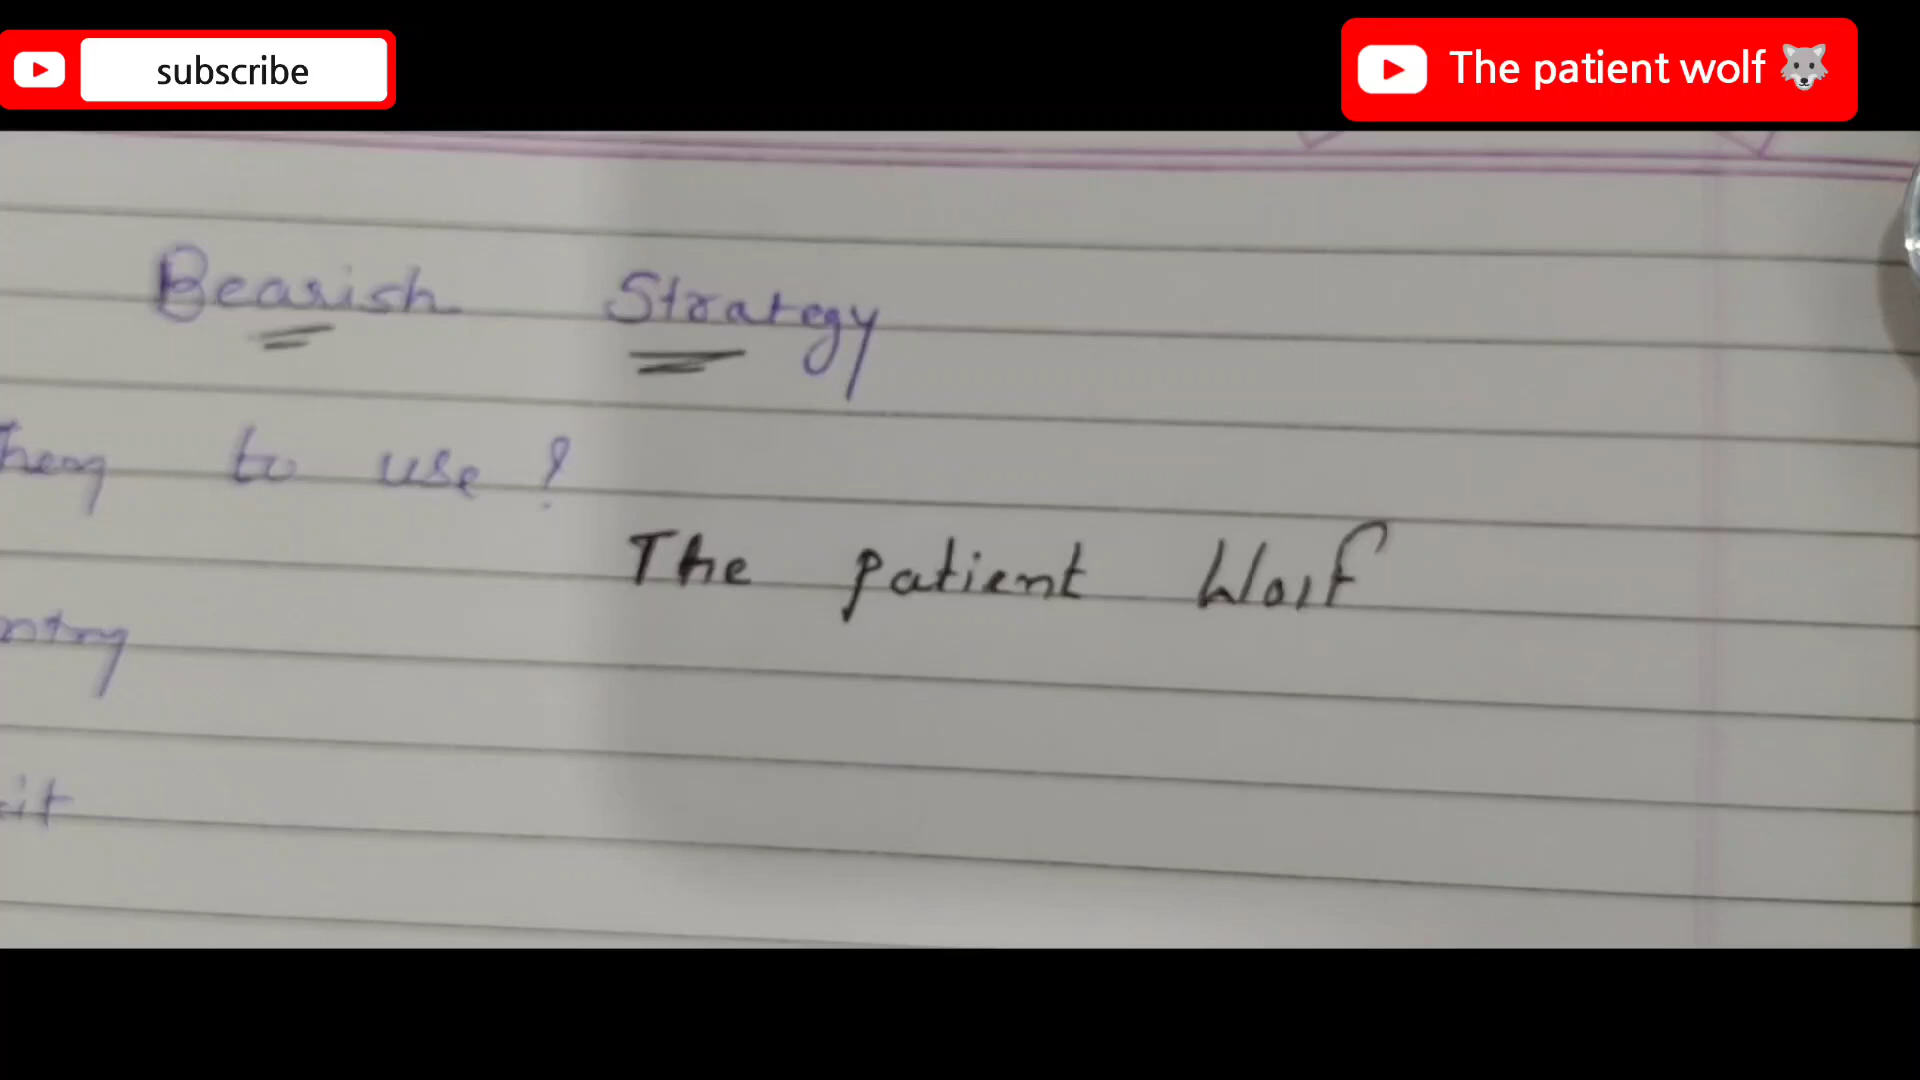 subscribe
The patient wolf
Bearish Strategy
to use?
The patient Wolf